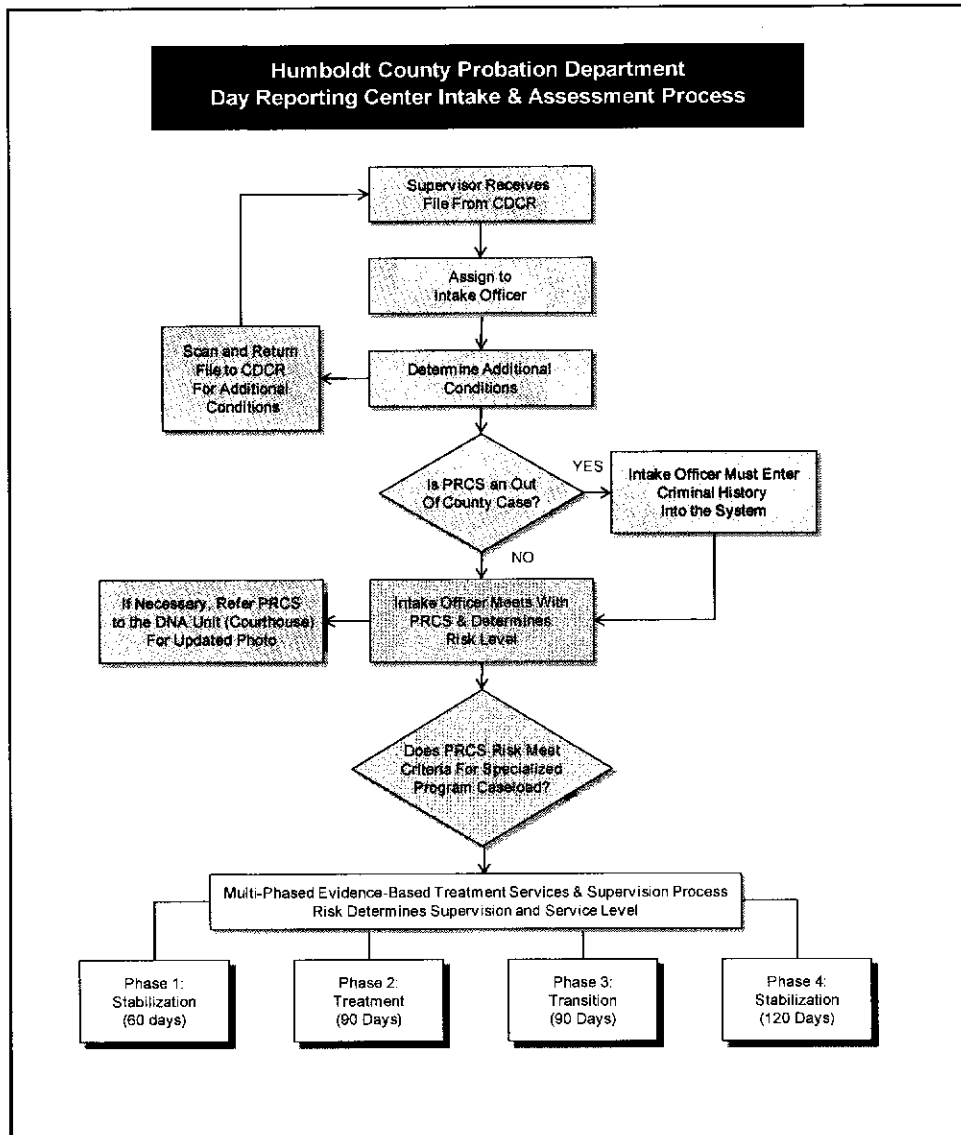 Humboldt County Probation Department
Day Reporting Center Intake & Assessment Process
Supervisor Receives
File From CDCR
Assign to
Intake Officer
Scan and Return
File to CDCR
For Additional
Conditions
Determine Additional
Conditions
Is PRCS an Out
Of County Case?
YES
Intake Officer Must Enter
Criminal History
Into the System
NO
If Necessary, Refer PRCS
to the DNA Unit (Courthouse)
For Updated Photo
Intake Officer Meets With
PRCS & Determines
Risk Level
Does PRCS Risk Meet
Criteria For Specialized
Program Caseload?
Multi-Phased Evidence-Based Treatment Services & Supervision Process
Risk Determines Supervision and Service Level
Phase 1:
Stabilization
(60 days)
Phase 2:
Treatment
(90 Days)
Phase 3:
Transition
(90 Days)
Phase 4:
Stabilization
(120 Days)